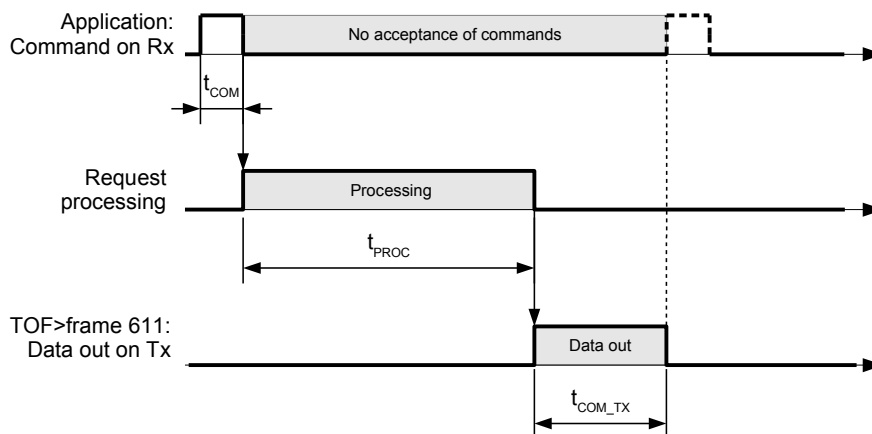 Application:
Command on Rx
No acceptance of commands
tCOM
Request
processing
Processing
tPROC
TOF>frame 611:
Data out on Tx
Data out
tCOM_TX